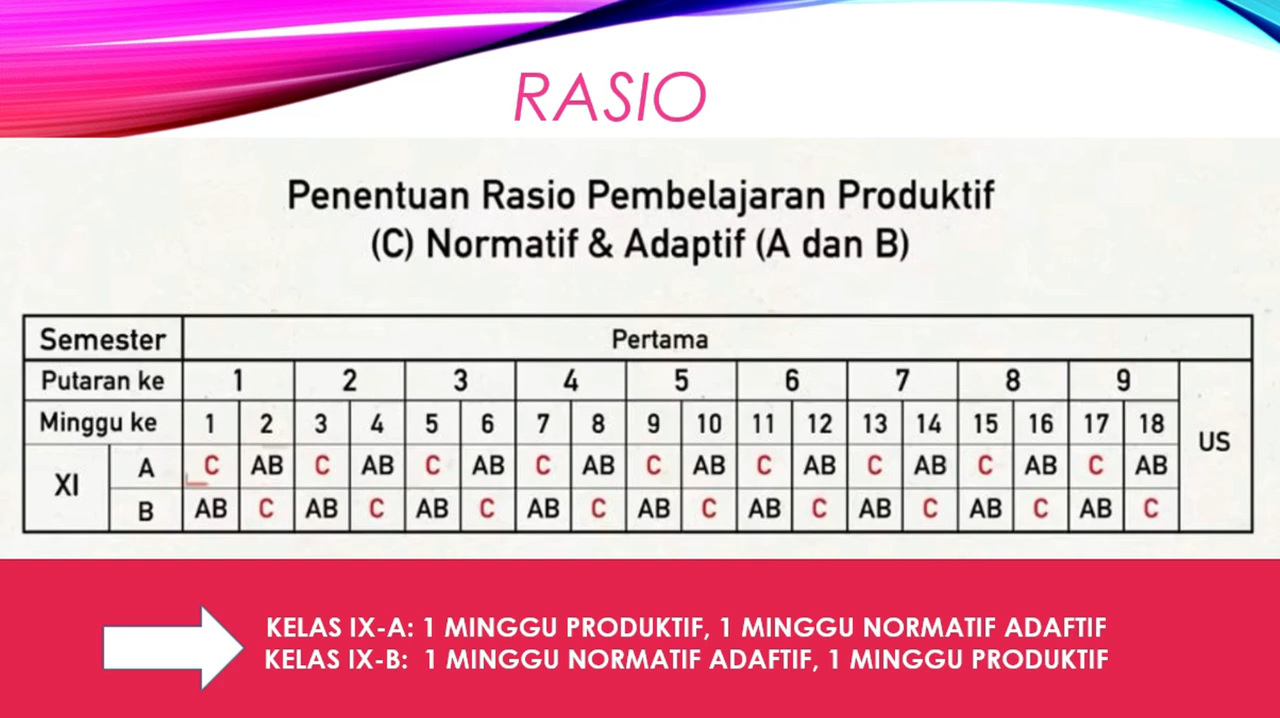 RASIO
Penentuan Rasio Pembelajaran Produktif
(C) Normatif & Adaptif (A dan B)
Semester Pertama
Putaran ke 1 2 3 4 5 6 7 8 9
Minggu ke 1 2 3 4 5 6 7 8 9 10 11 12 13 14 15 16 17 18
US
XI
A C AB C AB C AB C AB C AB C AB C AB C AB C AB
B AB C AB C AB C AB C AB C AB C AB C AB C AB C
KELAS IX-A: 1 MINGGU PRODUKTIF, 1 MINGGU NORMATIF ADAFTIF
KELAS IX-B: 1 MINGGU NORMATIF ADAFTIF, 1 MINGGU PRODUKTIF